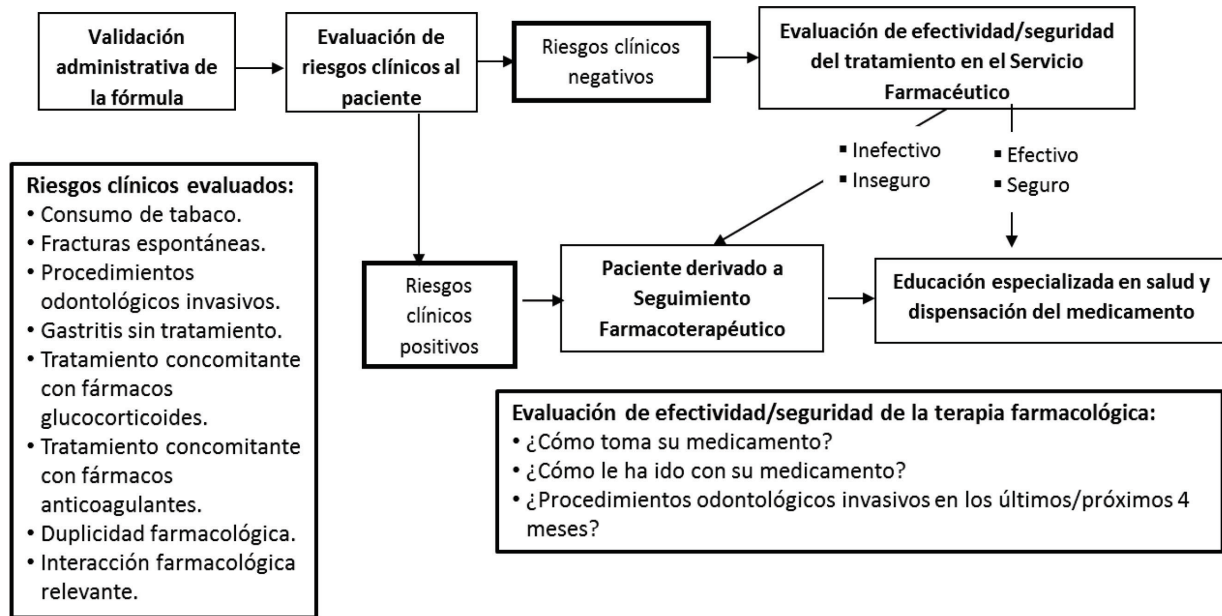 Validación
administrativa de
la fórmula
Evaluación de
riesgos clínicos al
paciente
Riesgos clínicos
negativos
Evaluación de efectividad/seguridad
del tratamiento en el Servicio
Farmacéutico
▪ Inefectivo
▪ Inseguro
▪ Efectivo
▪ Seguro
Riesgos clínicos evaluados:
• Consumo de tabaco.
• Fracturas espontáneas.
• Procedimientos
odontológicos invasivos.
• Gastritis sin tratamiento.
• Tratamiento concomitante
con fármacos
glucocorticoides.
• Tratamiento concomitante
con fármacos
anticoagulantes.
• Duplicidad farmacológica.
• Interacción farmacológica
relevante.
Riesgos
clínicos
positivos
Paciente derivado a
Seguimiento
Farmacoterapéutico
Educación especializada en salud y
dispensación del medicamento
Evaluación de efectividad/seguridad de la terapia farmacológica:
• ¿Cómo toma su medicamento?
• ¿Cómo le ha ido con su medicamento?
• ¿Procedimientos odontológicos invasivos en los últimos/próximos 4
meses?